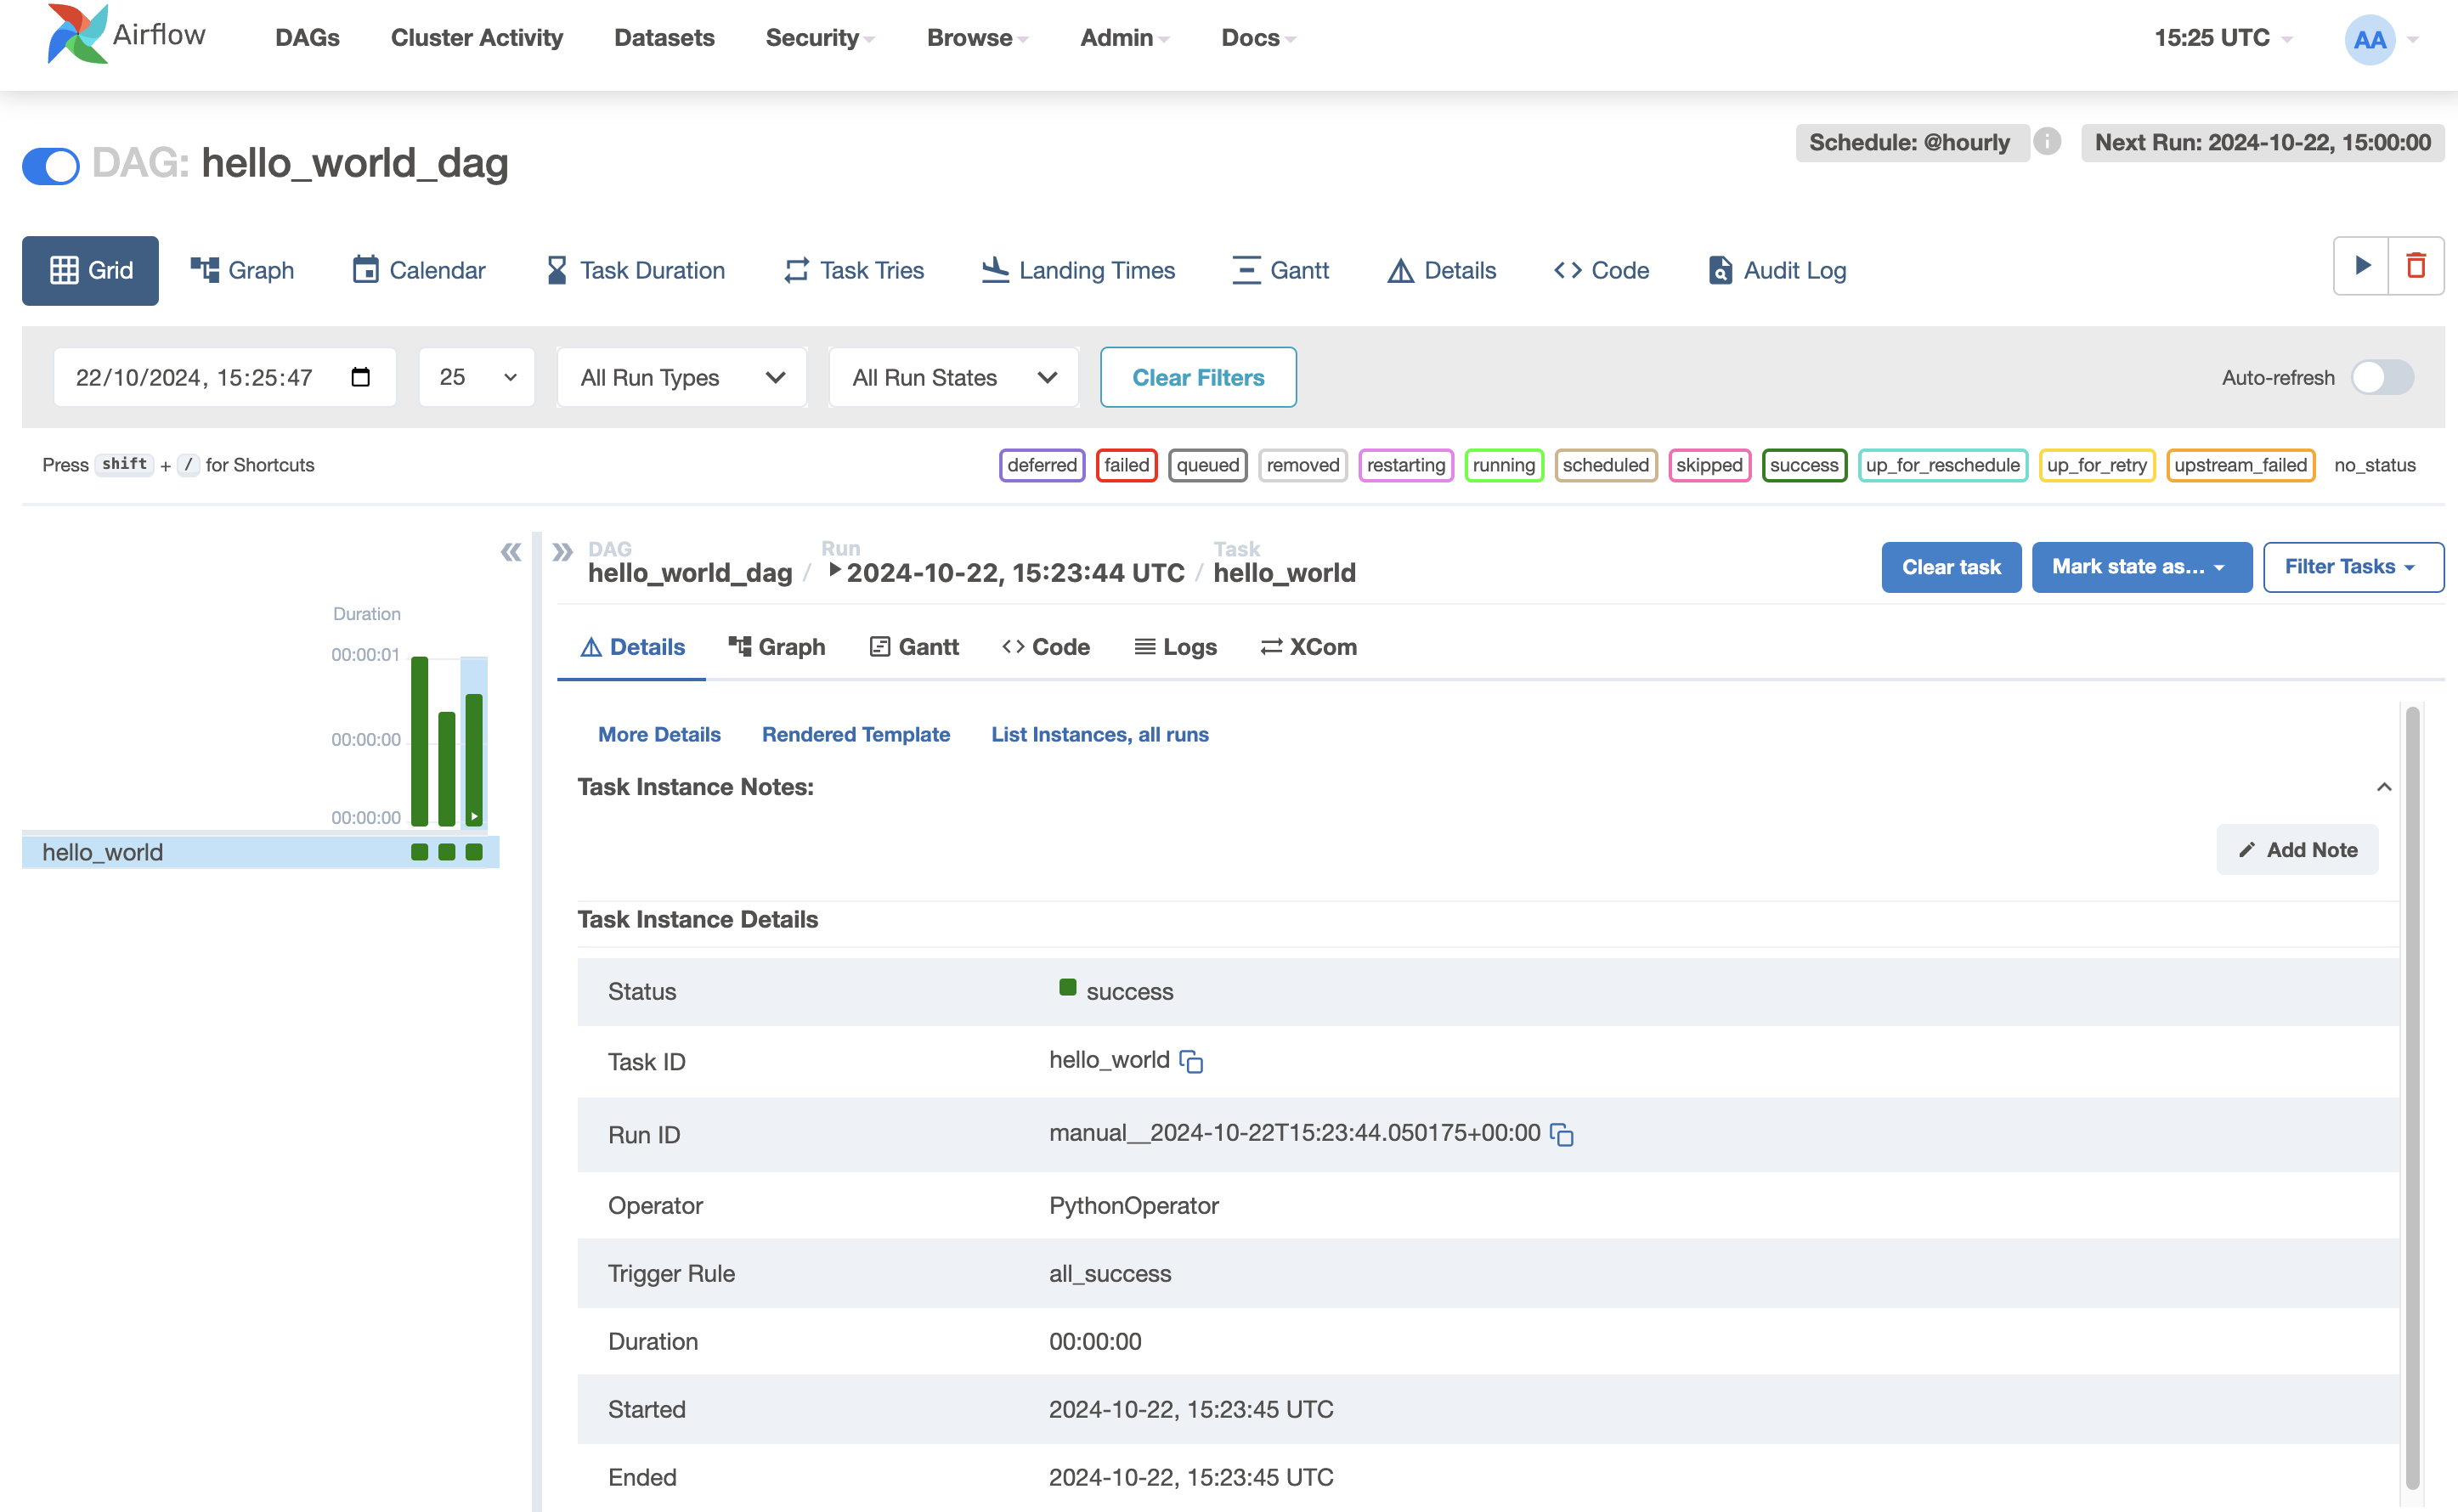 Airflow DAGs Cluster Activity Datasets Security Browse Admin Docs 15:25 UTC AA
Schedule: @hourly i Next Run: 2024-10-22, 15:00:00
DAG: hello_world_dag
Grid Graph Calendar Task Duration Task Tries Landing Times Gantt Details Code Audit Log
22/10/2024, 15:25:47 25 All Run Types All Run States Clear Filters Auto-refresh
Press shift + / for Shortcuts deferred failed queued removed restarting running scheduled skipped success up_for_reschedule up_for_retry upstream_failed no_status
Duration
00:00:01
00:00:00
00:00:00
hello_world
DAG Run Task
hello_world_dag / 2024-10-22, 15:23:44 UTC / hello_world
Clear task Mark state as... Filter Tasks
Details Graph Gantt Code Logs XCom
More Details Rendered Template List Instances, all runs
Task Instance Notes:
Add Note
Task Instance Details
Status success
Task ID hello_world
Run ID manual__2024-10-22T15:23:44.050175+00:00
Operator PythonOperator
Trigger Rule all_success
Duration 00:00:00
Started 2024-10-22, 15:23:45 UTC
Ended 2024-10-22, 15:23:45 UTC